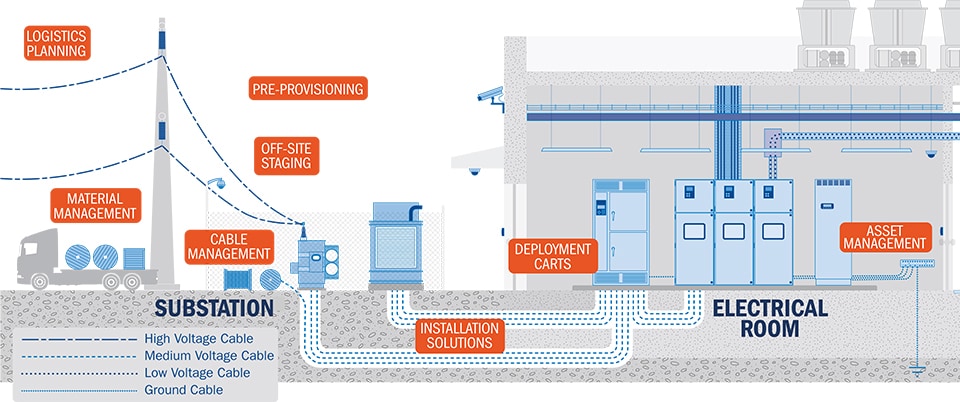 LOGISTICS
PLANNING
PRE-PROVISIONING
OFF-SITE
STAGING
MATERIAL
MANAGEMENT
CABLE
MANAGEMENT
DEPLOYMENT
CARTS
ASSET
MANAGEMENT
SUBSTATION
ELECTRICAL
ROOM
INSTALLATION
SOLUTIONS
High Voltage Cable
Medium Voltage Cable
Low Voltage Cable
Ground Cable